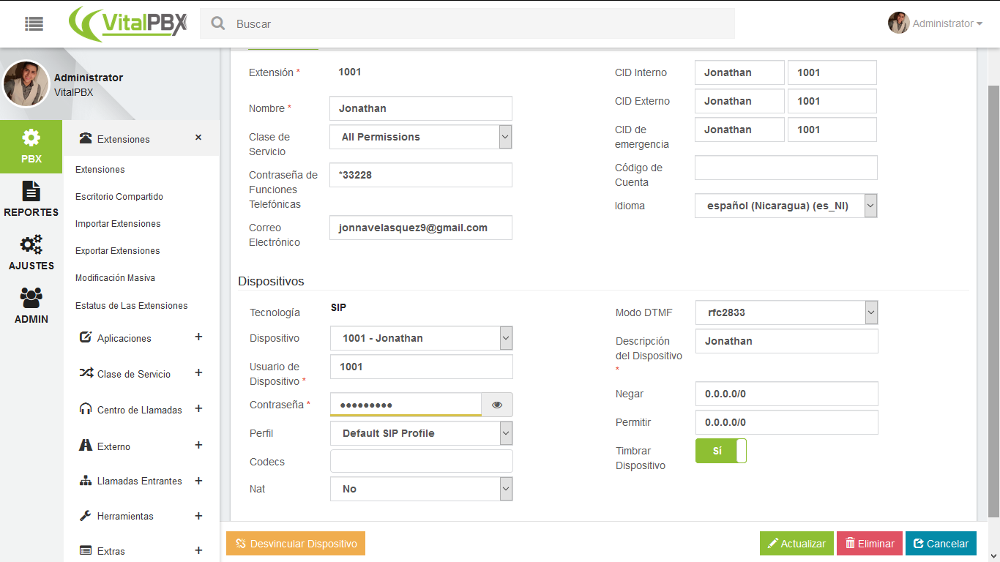 VitalPBX
Buscar
Administrator
Administrator
VitalPBX
PBX
REPORTES
AJUSTES
ADMIN
Extensiones
×
Extensiones
Escritorio Compartido
Importar Extensiones
Exportar Extensiones
Modificación Masiva
Estatus de Las Extensiones
Aplicaciones +
Clase de Servicio +
Centro de Llamadas +
Externo +
Llamadas Entrantes +
Herramientas +
Extras +
Extensión * 1001
Nombre * Jonathan
Clase de
Servicio
All Permissions
Contraseña de
Funciones
Telefónicas
*33228
Correo
Electrónico
jonnavelasquez9@gmail.com
CID Interno Jonathan 1001
CID Externo Jonathan 1001
CID de
emergencia
Jonathan 1001
Código de
Cuenta
Idioma español (Nicaragua) (es_NI)
Dispositivos
Tecnología SIP
Dispositivo 1001 - Jonathan
Usuario de
Dispositivo *
1001
Contraseña * •••••••••
Perfil Default SIP Profile
Codecs
Nat No
Modo DTMF rfc2833
Descripción
del Dispositivo
*
Jonathan
Negar 0.0.0.0/0
Permitir 0.0.0.0/0
Timbrar
Dispositivo
Sí
Desvincular Dispositivo
Actualizar
Eliminar
Cancelar